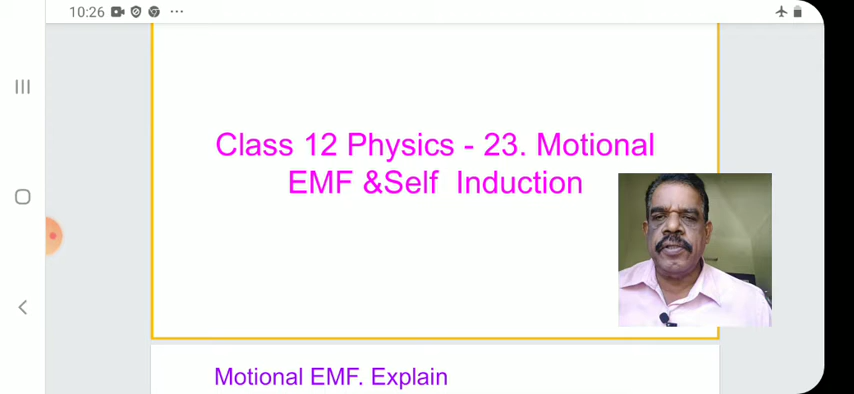 10:26
Class 12 Physics - 23. Motional
EMF &Self Induction
Motional EMF. Explain